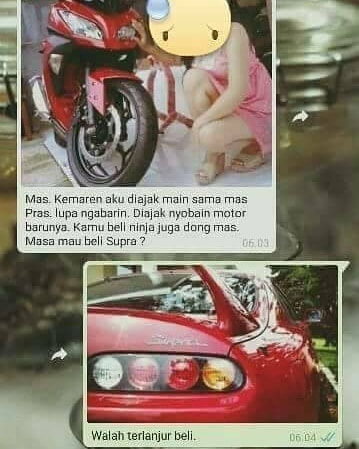 Mas. Kemaren aku diajak main sama mas
Pras. lupa ngabarin. Diajak nyobain motor
barunya. Kamu beli ninja juga dong mas.
Masa mau beli Supra ?
06.03
Supra
Walah terlanjur beli.
06.04